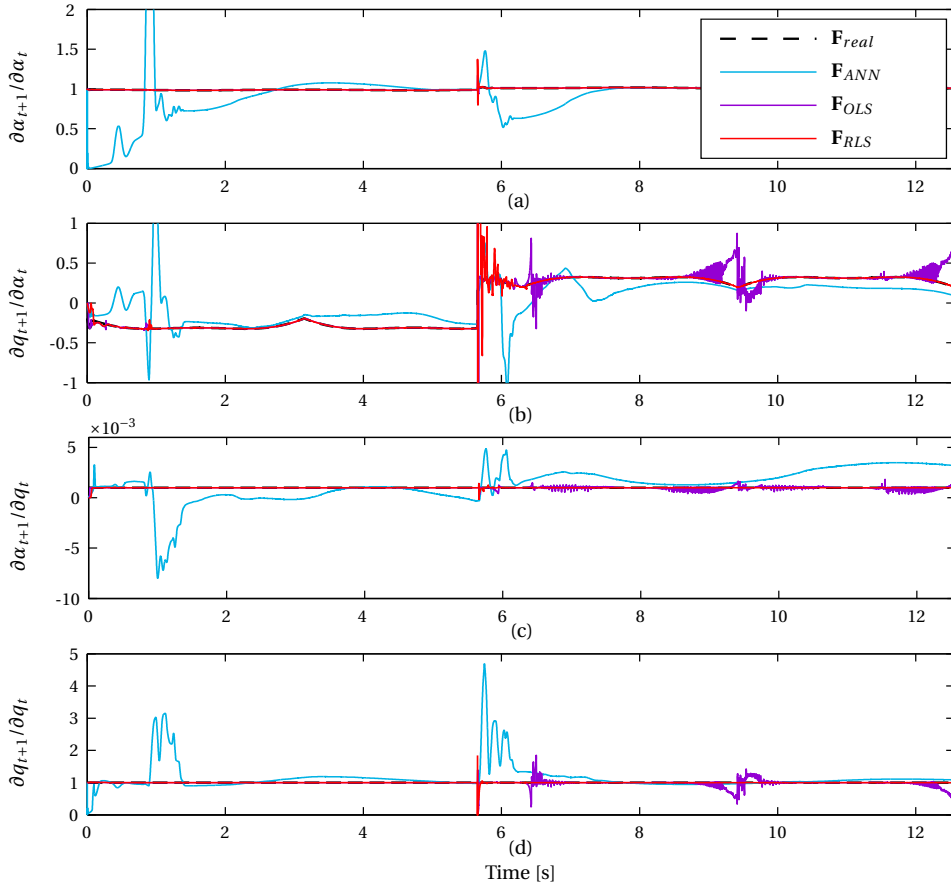 2
1.5
1
0.5
0
∂α_{t+1}/∂α_t
F_{real}
F_{ANN}
F_{OLS}
F_{RLS}
0 2 4 6 8 10 12
(a)
1
0.5
0
-0.5
-1
∂q_{t+1}/∂α_t
0 2 4 6 8 10 12
(b)
×10^{-3}
5
0
-5
-10
∂α_{t+1}/∂q_t
0 2 4 6 8 10 12
(c)
5
4
3
2
1
0
∂q_{t+1}/∂q_t
0 2 4 6 8 10 12
(d)
Time [s]